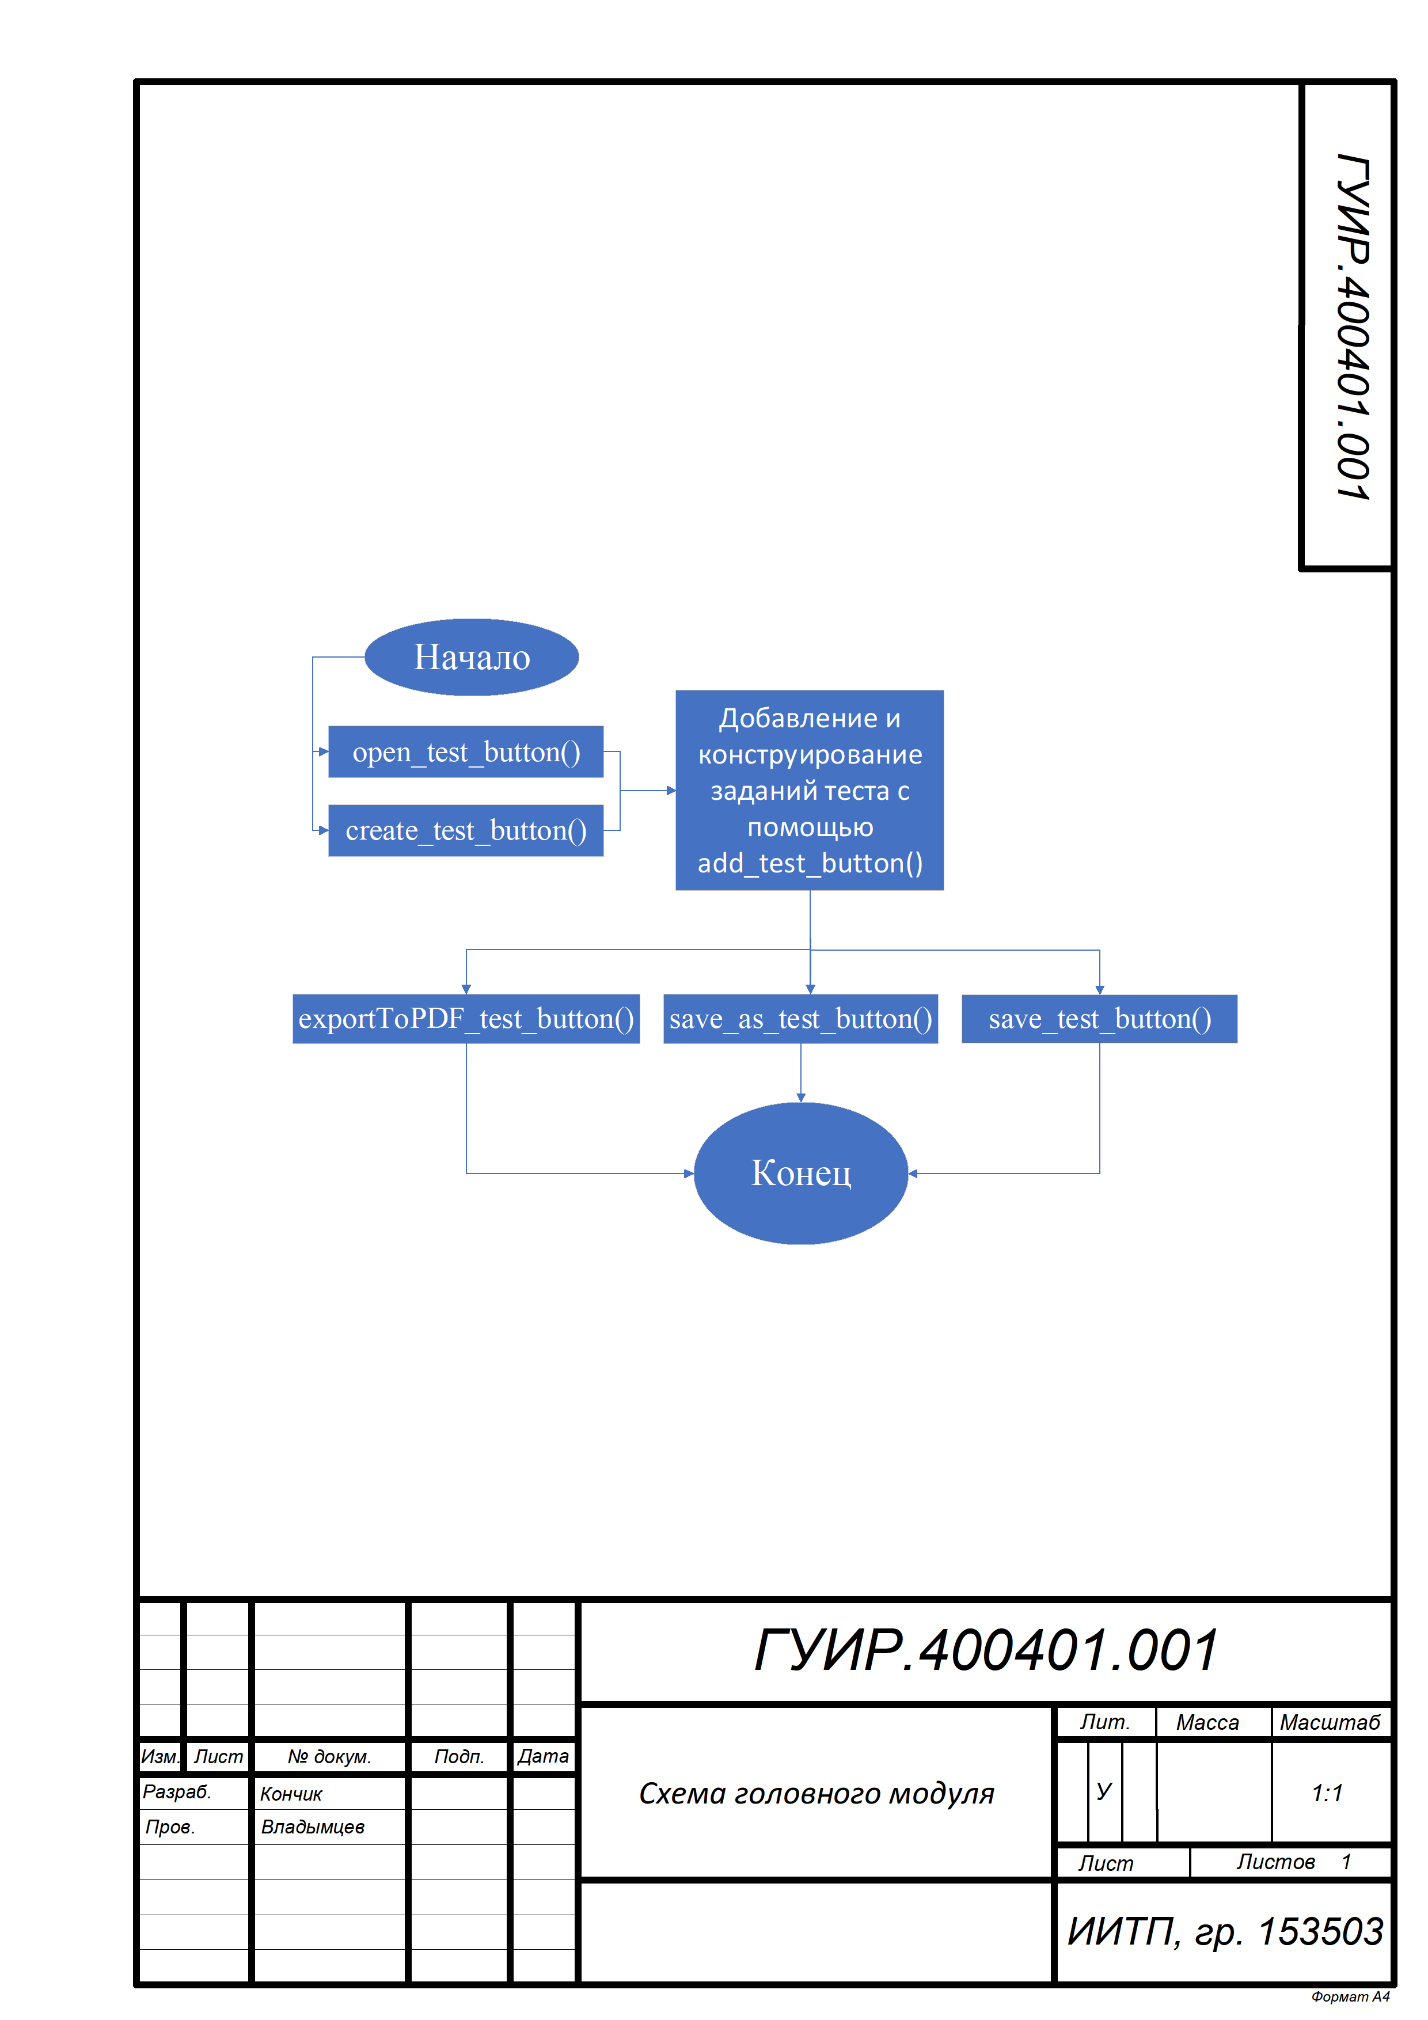 ГУИР.400401.001
Начало
open_test_button()
create_test_button()
Добавление и
конструирование
заданий теста с
помощью
add_test_button()
exportToPDF_test_button()
save_as_test_button()
save_test_button()
Конец
ГУИР.400401.001
Изм. Лист № докум. Подп. Дата
Разраб. Кончик
Пров. Владымцев
Схема головного модуля
Лит. Масса Масштаб
У 1:1
Лист Листов 1
ИИТП, гр. 153503
Формат А4